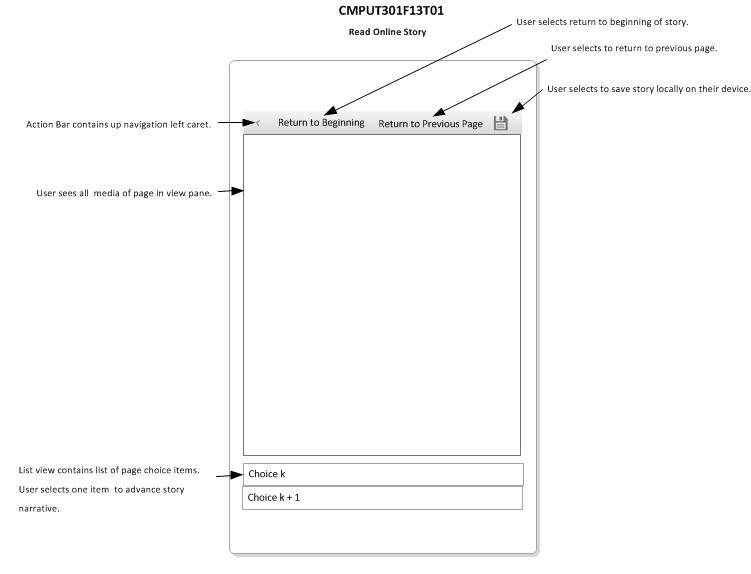 CMPUT301F13T01
Read Online Story
User selects return to beginning of story.
User selects to return to previous page.
User selects to save story locally on their device.
Action Bar contains up navigation left caret.
< Return to Beginning Return to Previous Page
User sees all media of page in view pane.
List view contains list of page choice items.
User selects one item to advance story
narrative.
Choice k
Choice k + 1